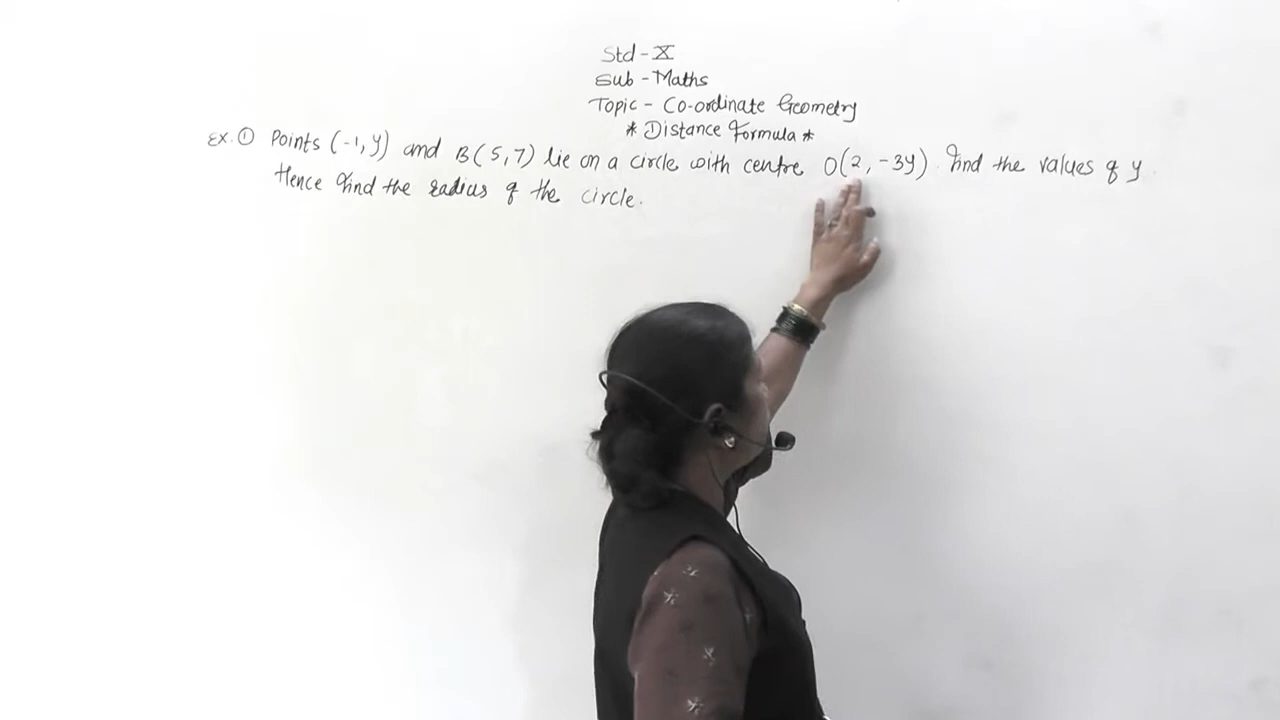 Std - X
Sub - Maths
Topic - Co-ordinate Geometry
* Distance Formula *
Ex. ① Points (-1, y) and B(5, 7) lie on a circle with centre O(2, -3y). Find the values of y.
Hence find the radius of the circle.